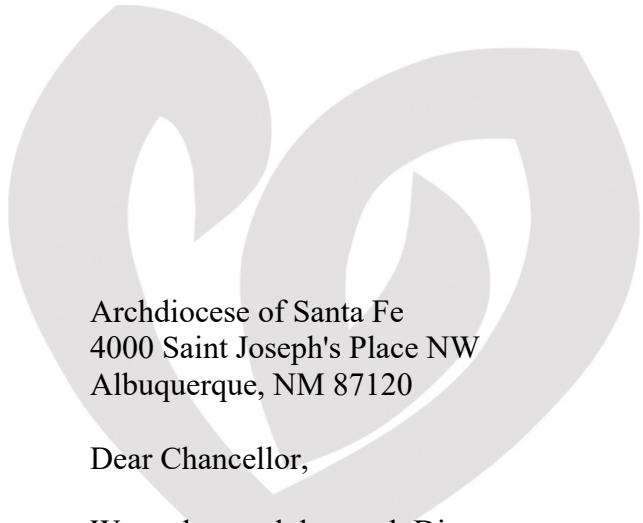 Archdiocese of Santa Fe
4000 Saint Joseph's Place NW
Albuquerque, NM 87120
Dear Chancellor,